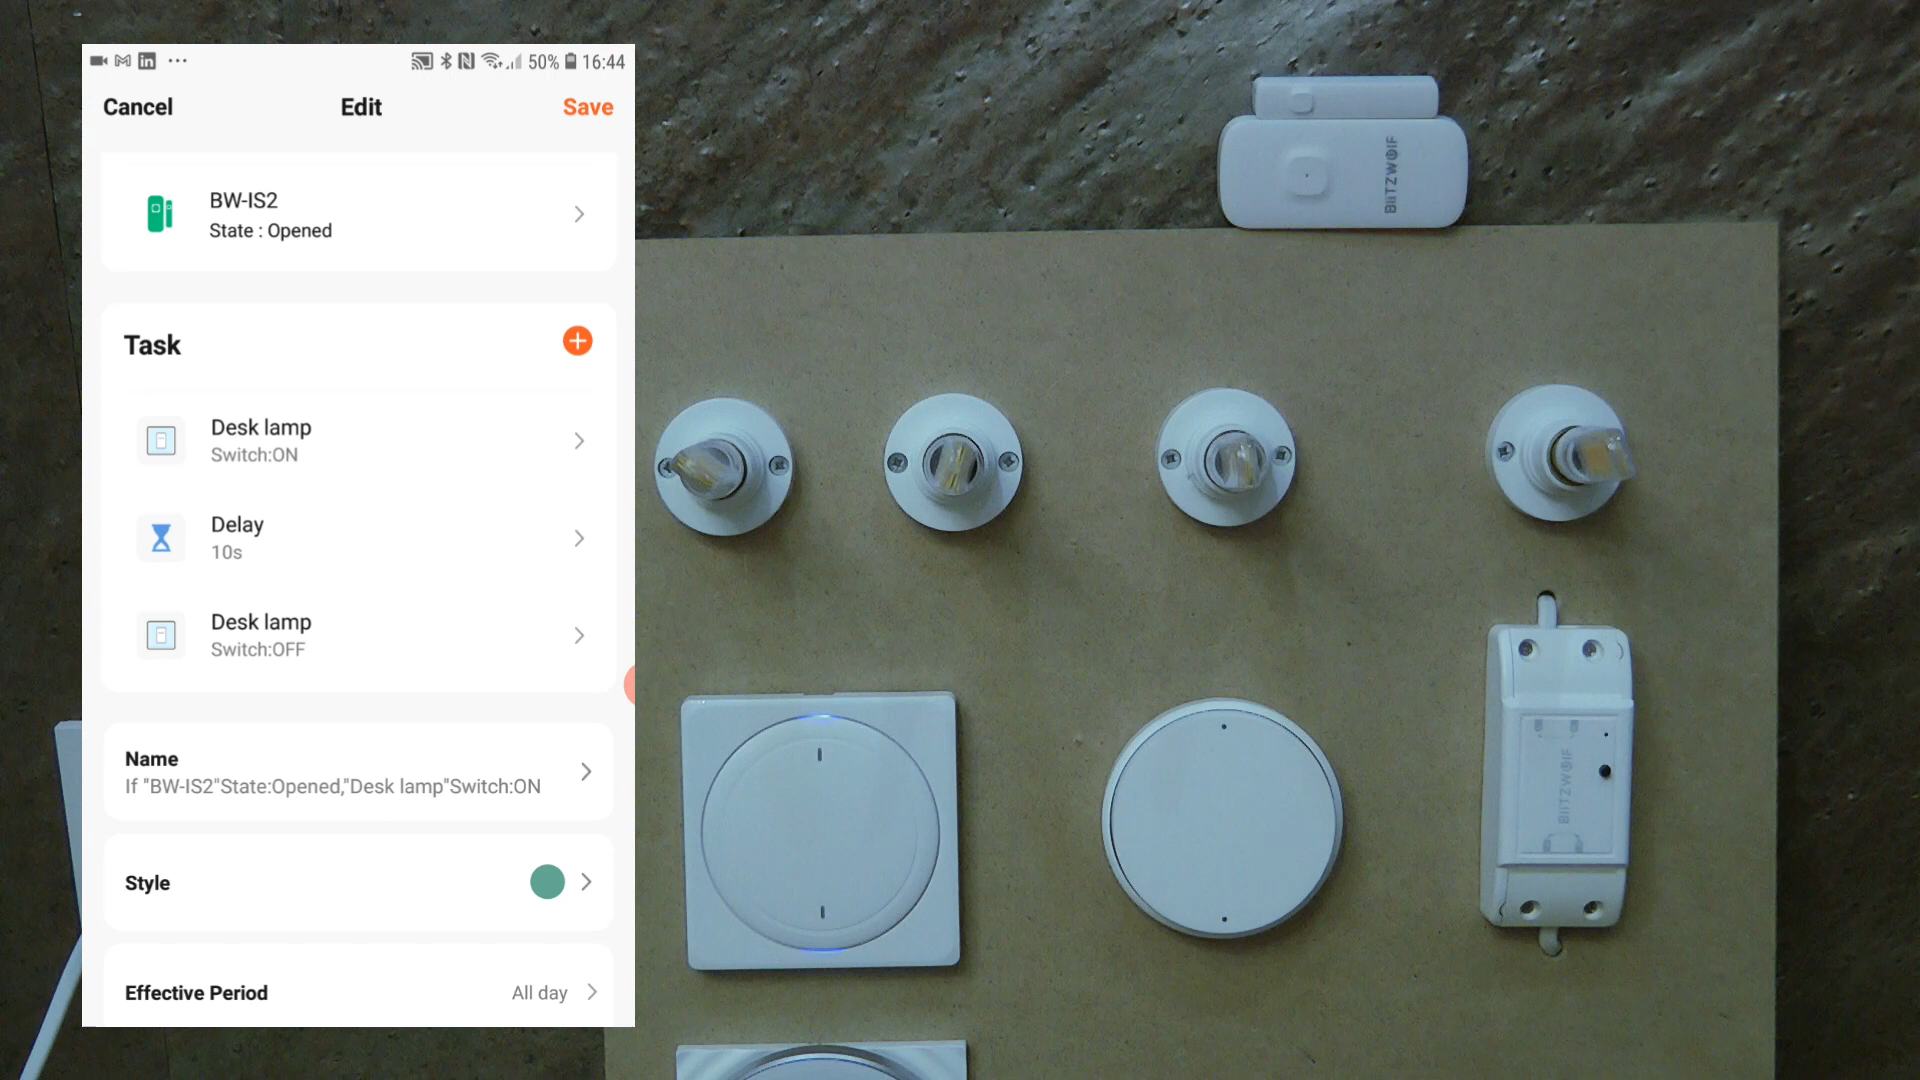 50% 16:44
Cancel Edit Save
BW-IS2
State : Opened
Task
Desk lamp
Switch:ON
Delay
10s
Desk lamp
Switch:OFF
Name
If "BW-IS2"State:Opened,"Desk lamp"Switch:ON
Style
Effective Period All day
BlitzWolf
BlitzWolf